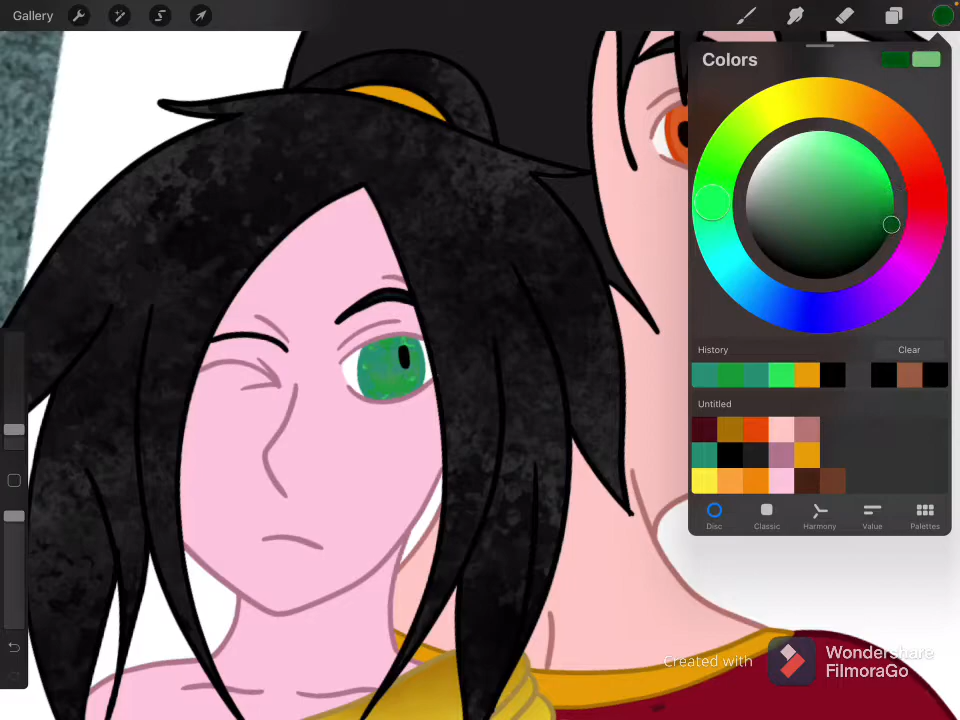 Gallery
Colors
History
Clear
Untitled
Disc
Classic
Harmony
Value
Palettes
Created with
Wondershare
FilmoraGo